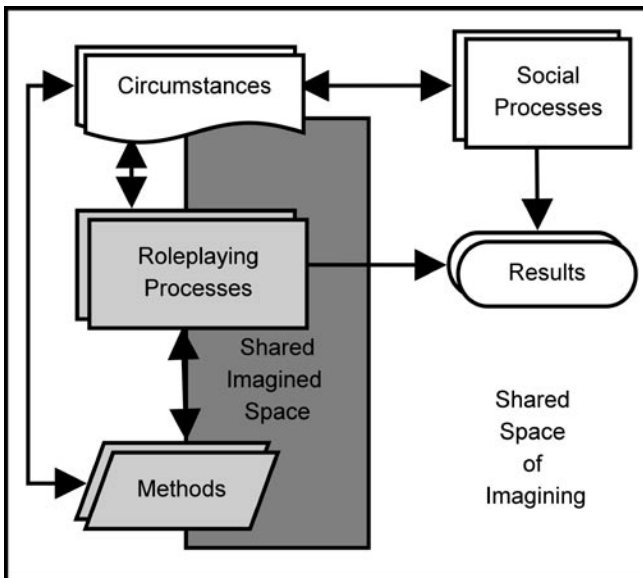 Circumstances
Social
Processes
Roleplaying
Processes
Results
Shared
Imagined
Space
Shared
Space
of
Imagining
Methods